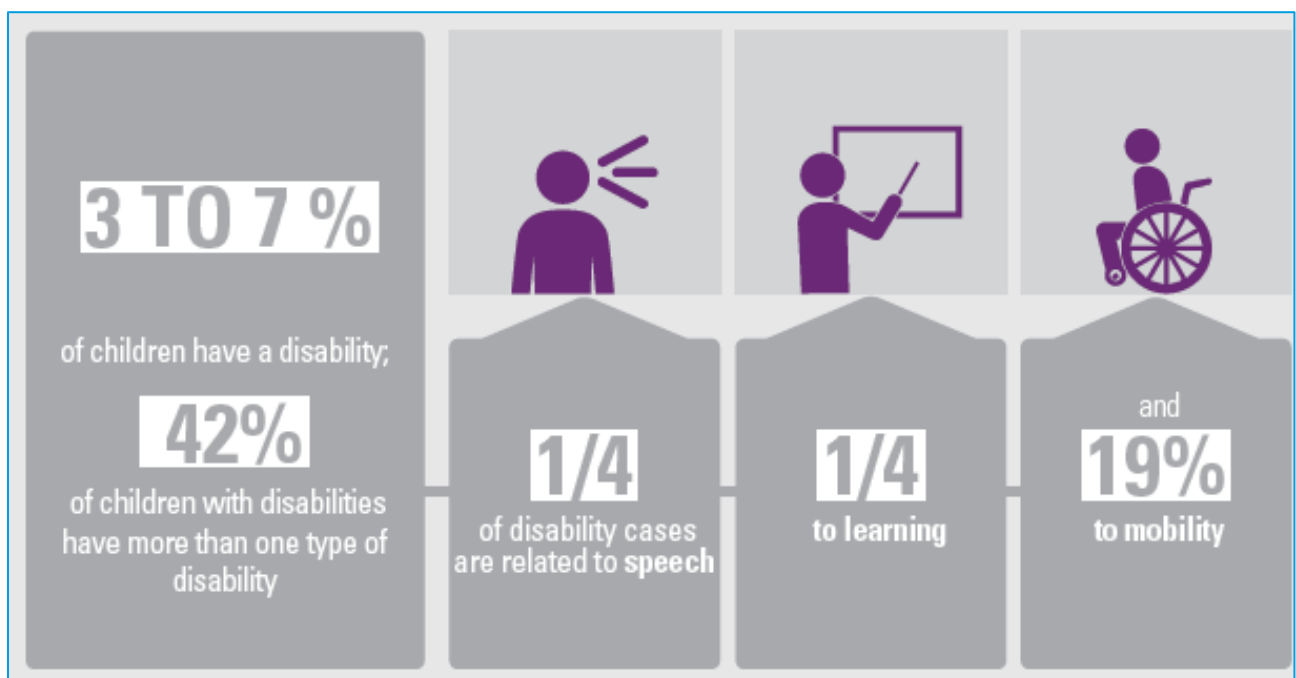 3 TO 7 %
of children have a disability;
42%
of children with disabilities
have more than one type of
disability
1/4
of disability cases
are related to speech
1/4
to learning
and
19%
to mobility